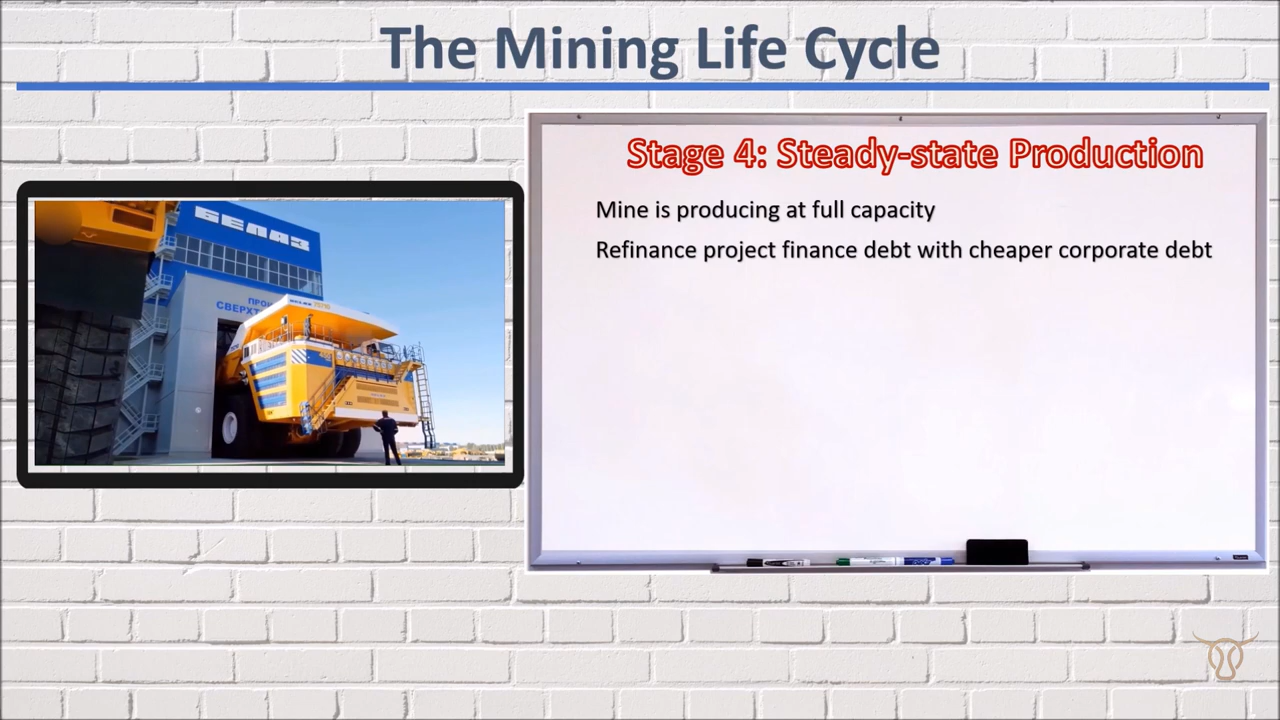 The Mining Life Cycle
Stage 4: Steady-state Production
Mine is producing at full capacity
Refinance project finance debt with cheaper corporate debt
БЕЛАЗ
СВЕРХТ